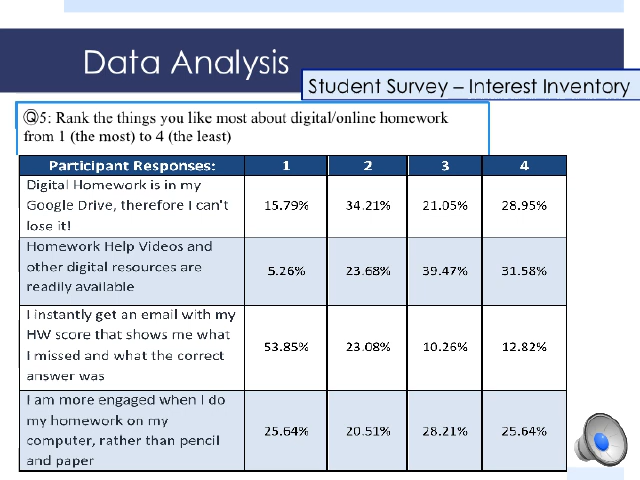 Data Analysis
Student Survey – Interest Inventory
Q5: Rank the things you like most about digital/online homework
from 1 (the most) to 4 (the least)
Participant Responses: 1 2 3 4
Digital Homework is in my
Google Drive, therefore I can't 15.79% 34.21% 21.05% 28.95%
lose it!
Homework Help Videos and
other digital resources are 5.26% 23.68% 39.47% 31.58%
readily available
I instantly get an email with my
HW score that shows me what
I missed and what the correct 53.85% 23.08% 10.26% 12.82%
answer was
I am more engaged when I do
my homework on my
computer, rather than pencil 25.64% 20.51% 28.21% 25.64%
and paper